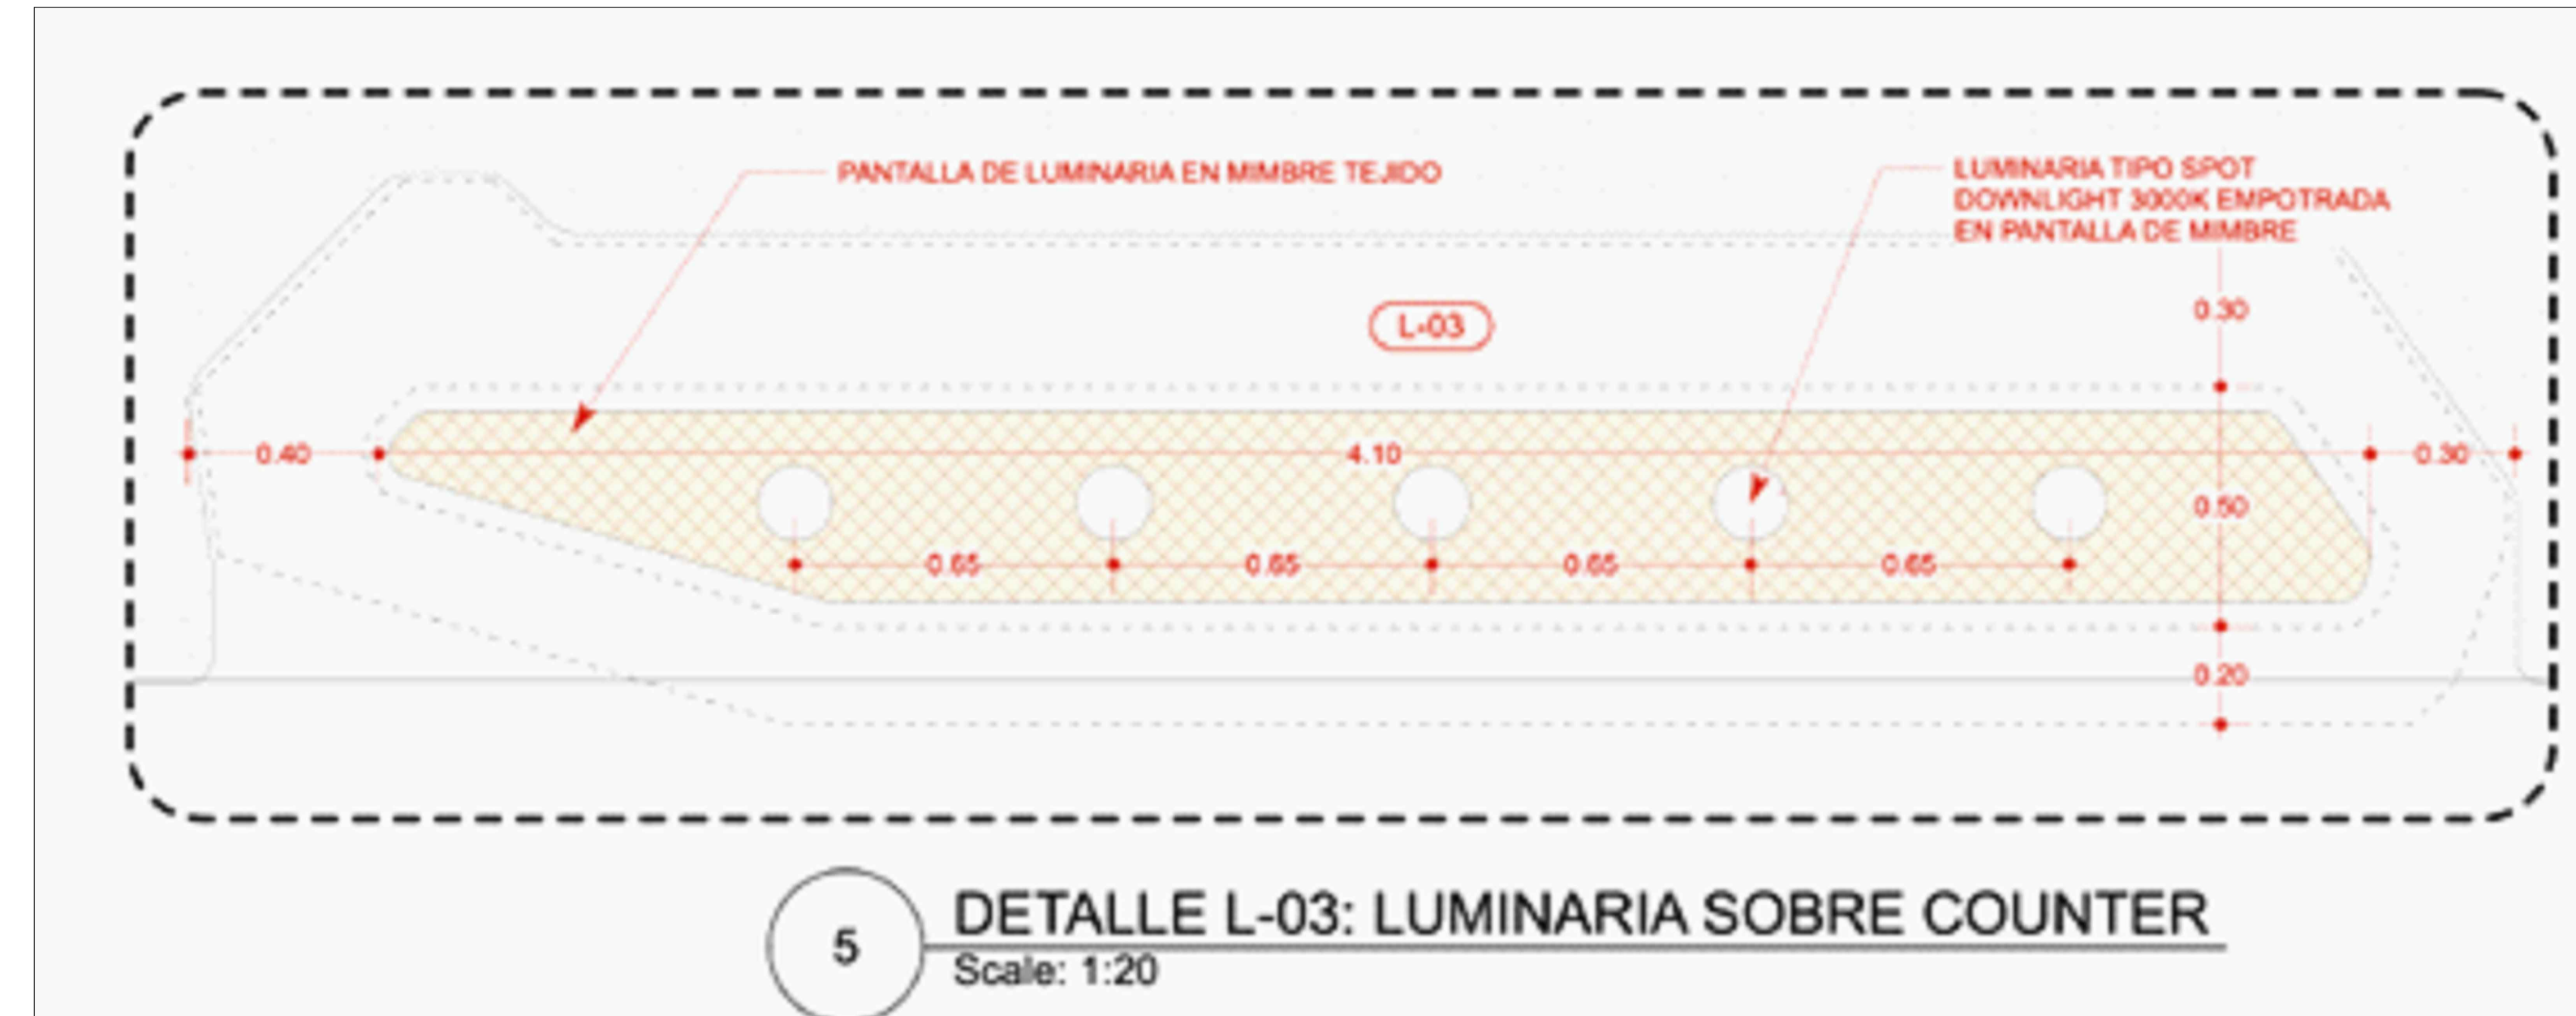 PANTALLA DE LUMINARIA EN MIMBRE TEJIDO
LUMINARIA TIPO SPOT
DOWNLIGHT 3000K EMPOTRADA
EN PANTALLA DE MIMBRE
0.30
L-03
0.40
4.10
0.30
0.50
0.65
0.65
0.65
0.65
0.20
5
DETALLE L-03: LUMINARIA SOBRE COUNTER
Scale: 1:20